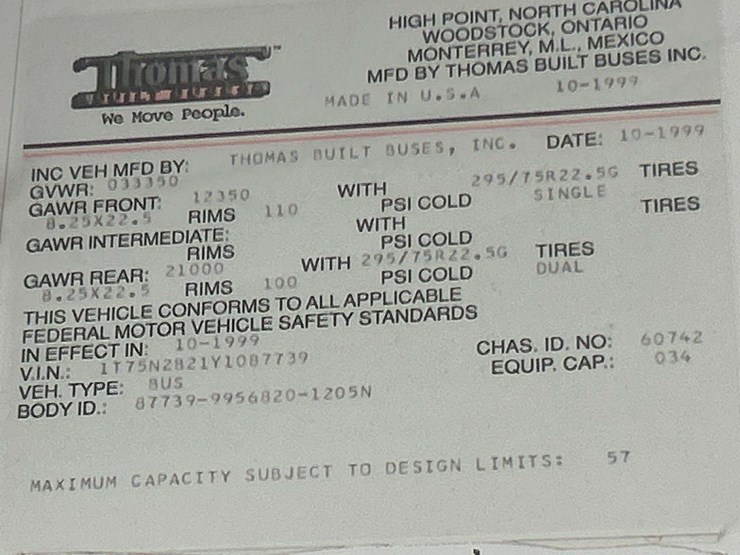 Thomas™
BUILT BUSES
We Move People.
HIGH POINT, NORTH CAROLINA
WOODSTOCK, ONTARIO
MONTERREY, M.L., MEXICO
MFD BY THOMAS BUILT BUSES INC.
MADE IN U.S.A 10-1999
INC VEH MFD BY: THOMAS BUILT BUSES, INC. DATE: 10-1999
GVWR: 033350
GAWR FRONT: 12350 WITH 295/75R22.5G TIRES
8.25X22.5 RIMS 110 PSI COLD SINGLE
GAWR INTERMEDIATE: WITH TIRES
RIMS PSI COLD
GAWR REAR: 21000 WITH 295/75R22.5G TIRES
8.25X22.5 RIMS 100 PSI COLD DUAL
THIS VEHICLE CONFORMS TO ALL APPLICABLE
FEDERAL MOTOR VEHICLE SAFETY STANDARDS
IN EFFECT IN: 10-1999
V.I.N.: 1T75N2B21Y1087739 CHAS. ID. NO: 60742
VEH. TYPE: BUS EQUIP. CAP.: 034
BODY ID.: 87739-9956820-1205N
MAXIMUM CAPACITY SUBJECT TO DESIGN LIMITS: 57